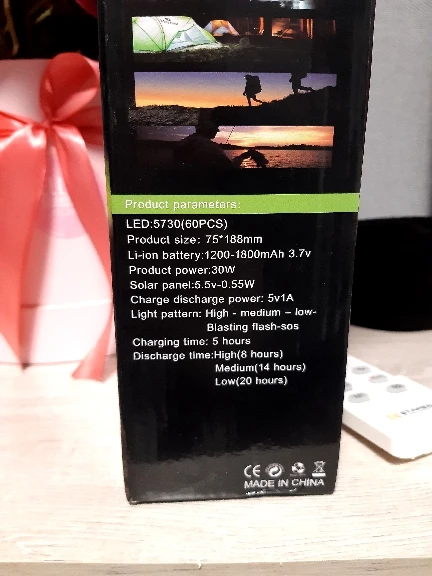 Product parameters:
LED:5730(60PCS)
Product size: 75*188mm
Li-ion battery:1200-1800mAh 3.7v
Product power:30W
Solar panel:5.5v-0.55W
Charge discharge power: 5v1A
Light pattern: High - medium – low-
Blasting flash-sos
Charging time: 5 hours
Discharge time:High(8 hours)
Medium(14 hours)
Low(20 hours)
CE
MADE IN CHINA